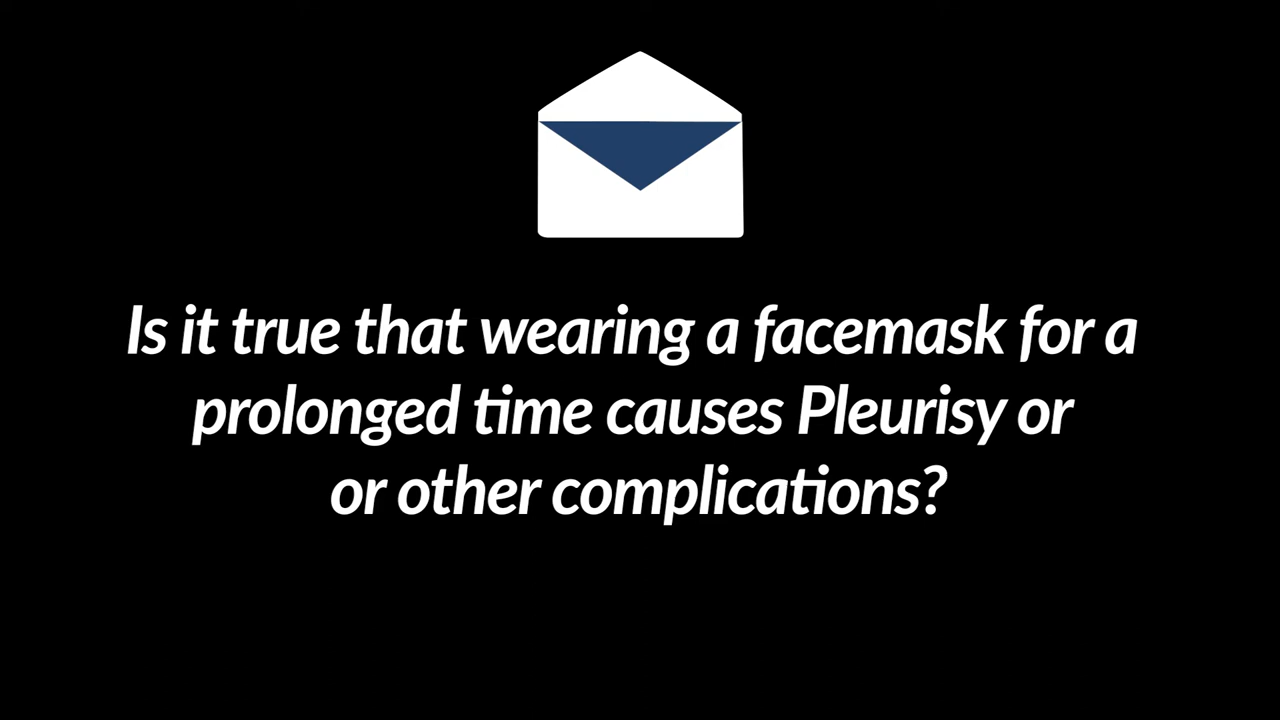 Is it true that wearing a facemask for a
prolonged time causes Pleurisy or
or other complications?